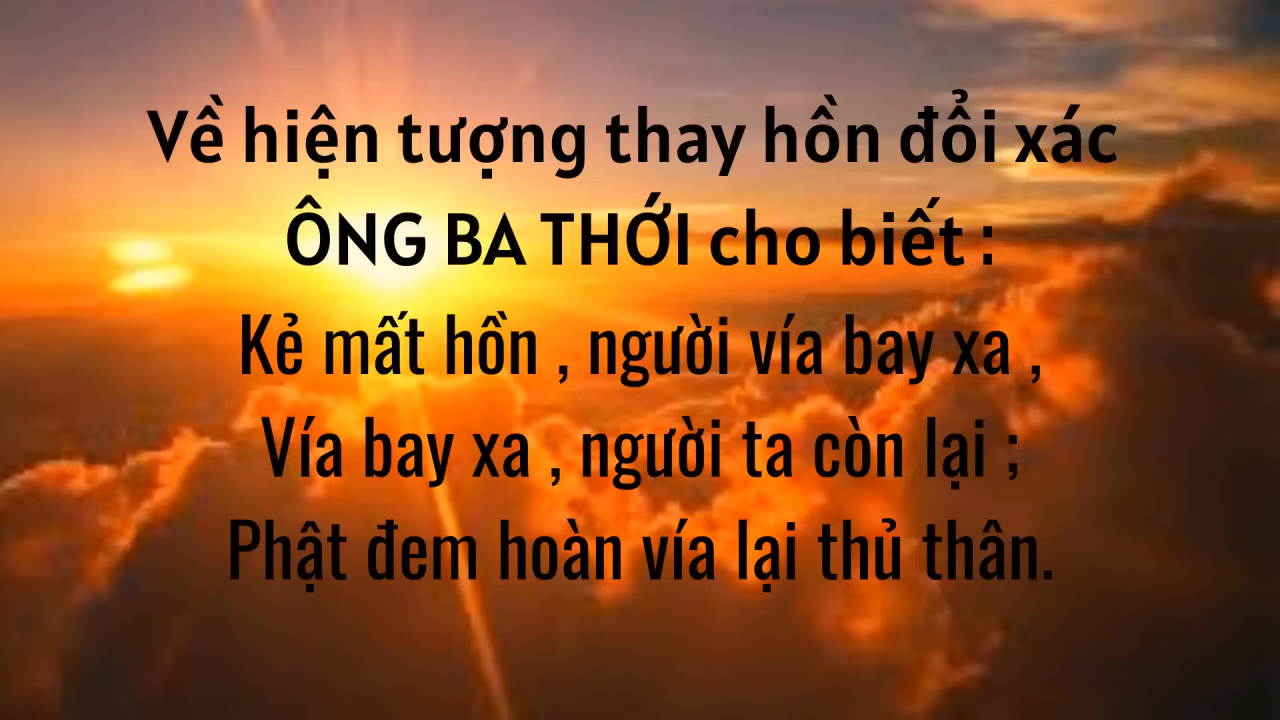 Về hiện tượng thay hồn đổi xác
ÔNG BA THỚI cho biết :
Kẻ mất hồn , người vía bay xa ,
Vía bay xa , người ta còn lại ;
Phật đem hoàn vía lại thủ thân.